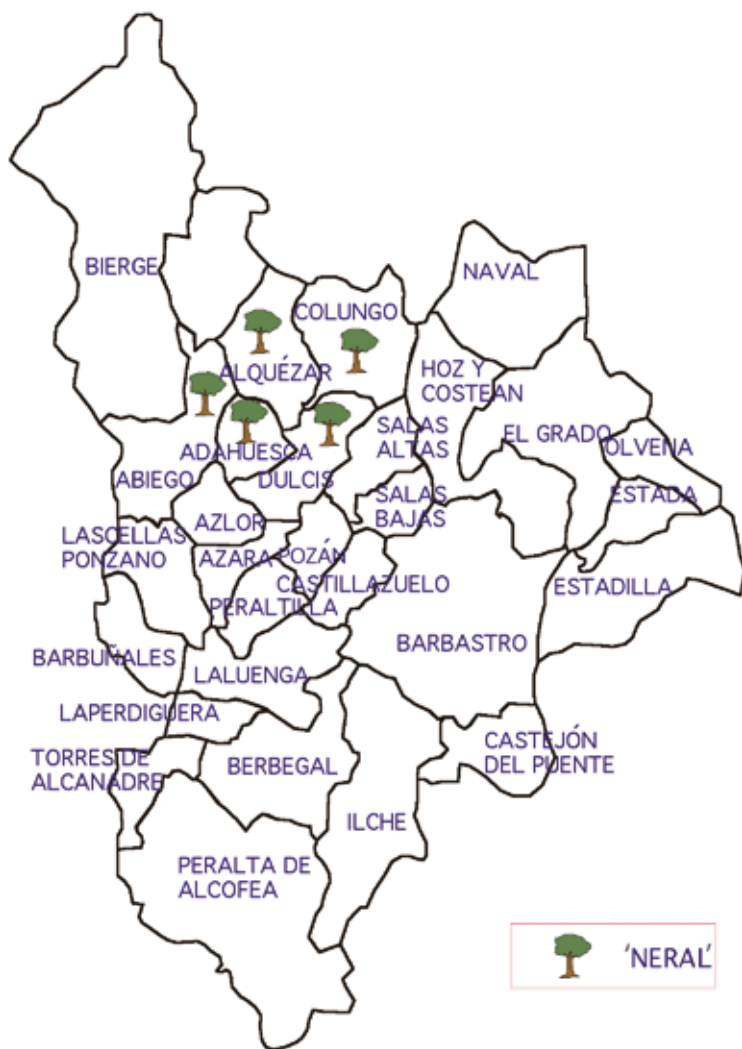 BIERGE
NAVAL
COLUNGO
ALQUÉZAR
HOZ Y
COSTEAN
ADAHUESCA
SALAS
ALTAS
EL GRADO
OLVENA
ABIEGO
DULCIS
ESTADA
AZLOR
SALAS
BAJAS
LASCELLAS
PONZANO
AZARA
POZÁN
CASTILLAZUELO
ESTADILLA
PERALTILLA
BARBASTRO
BARBUÑALES
LALUENGA
LAPERDIGUERA
TORRES DE
ALCANADRE
BERBEGAL
CASTEJÓN
DEL PUENTE
ILCHE
PERALTA DE
ALCOFEA
'NERAL'